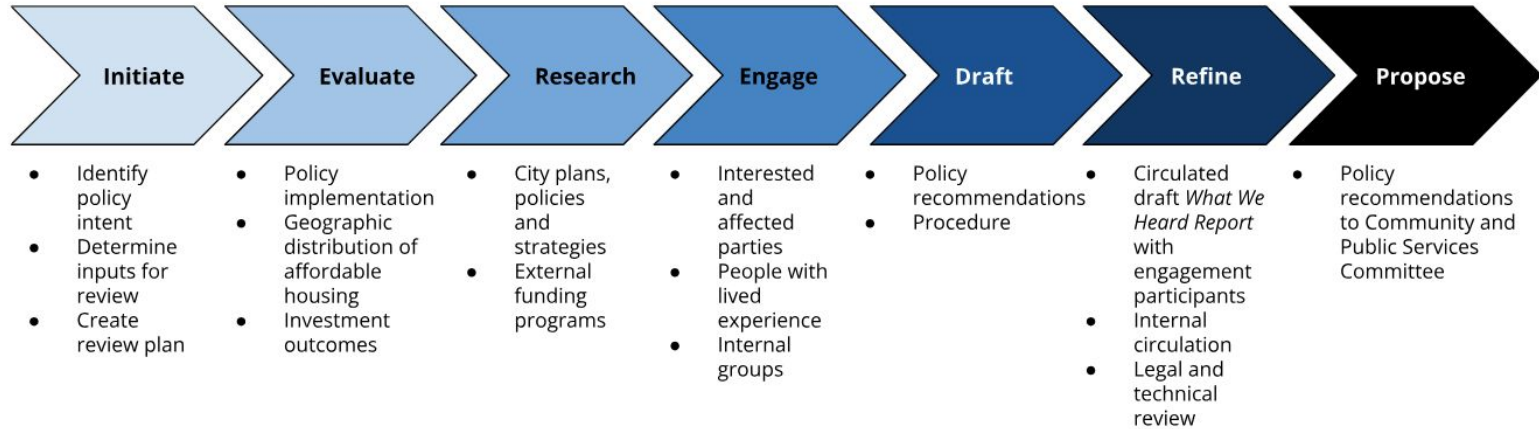 Initiate
Evaluate
Research
Engage
Draft
Refine
Propose
● Identify
policy
intent
● Determine
inputs for
review
● Create
review plan
● Policy
implementation
● Geographic
distribution of
affordable
housing
● Investment
outcomes
● City plans,
policies
and
strategies
● External
funding
programs
● Interested
and
affected
parties
● People with
lived
experience
● Internal
groups
● Policy
recommendations
● Procedure
● Circulated
draft What We
Heard Report
with
engagement
participants
● Internal
circulation
● Legal and
technical
review
● Policy
recommendations
to Community and
Public Services
Committee